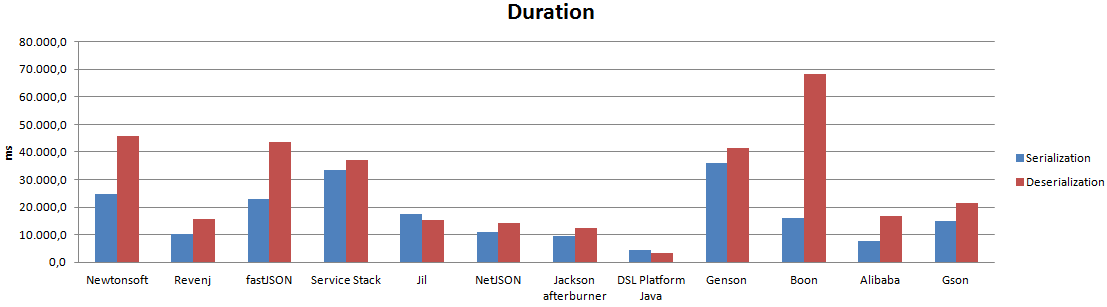 Duration
80.000,0
70.000,0
60.000,0
50.000,0
40.000,0
30.000,0
20.000,0
10.000,0
0,0
ms
Newtonsoft
Revenj
fastJSON
Service Stack
Jil
NetJSON
Jackson
afterburner
DSL Platform
Java
Genson
Boon
Alibaba
Gson
Serialization
Deserialization